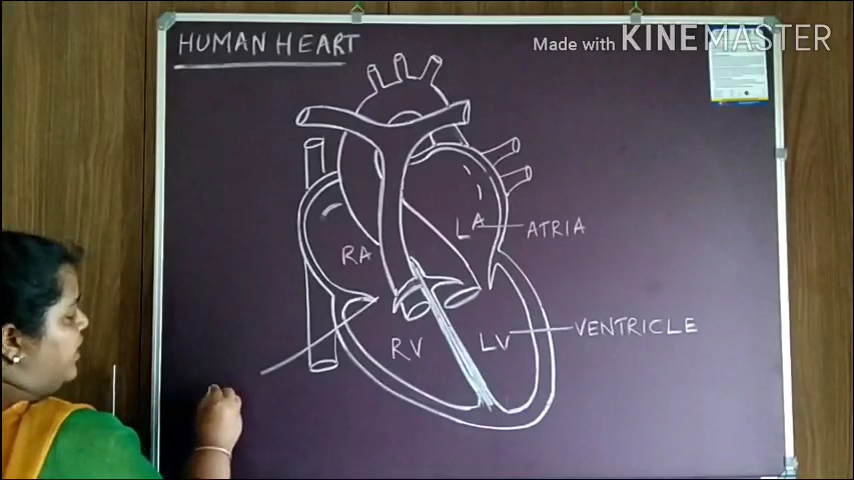 HUMAN HEART
Made with KINEMASTER
LA
ATRIA
RA
RV
LV
VENTRICLE